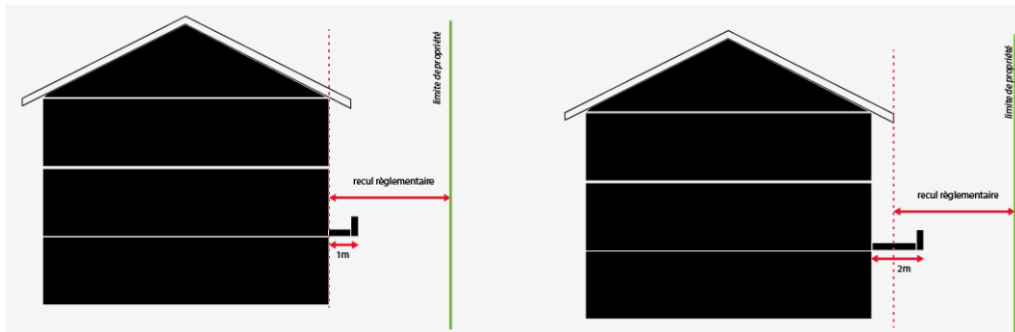 limite de propriété
recul règlementaire
1m
limite de propriété
recul règlementaire
2m